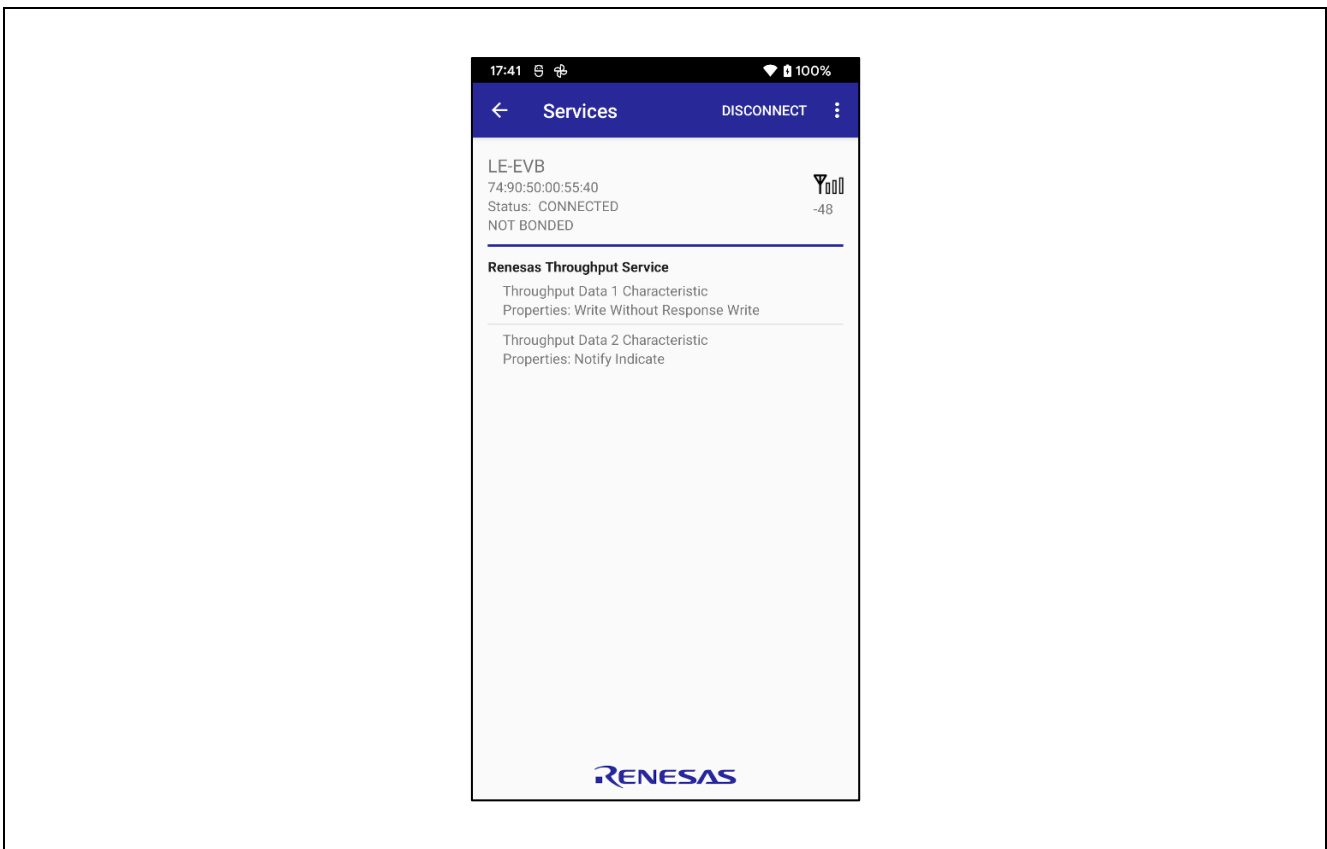 17:41 100%
← Services DISCONNECT
LE-EVB
74:90:50:00:55:40
Status: CONNECTED
-48
NOT BONDED
Renesas Throughput Service
Throughput Data 1 Characteristic
Properties: Write Without Response Write
Throughput Data 2 Characteristic
Properties: Notify Indicate
RENESAS